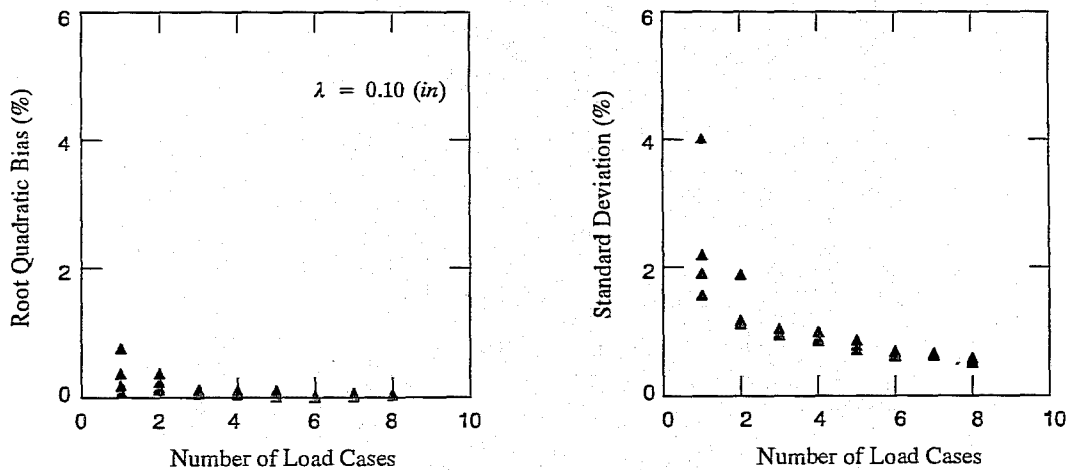 6
4
2
0
Root Quadratic Bias (%)
λ = 0.10 (in)
0 2 4 6 8 10
Number of Load Cases
6
4
2
0
Standard Deviation (%)
0 2 4 6 8 10
Number of Load Cases